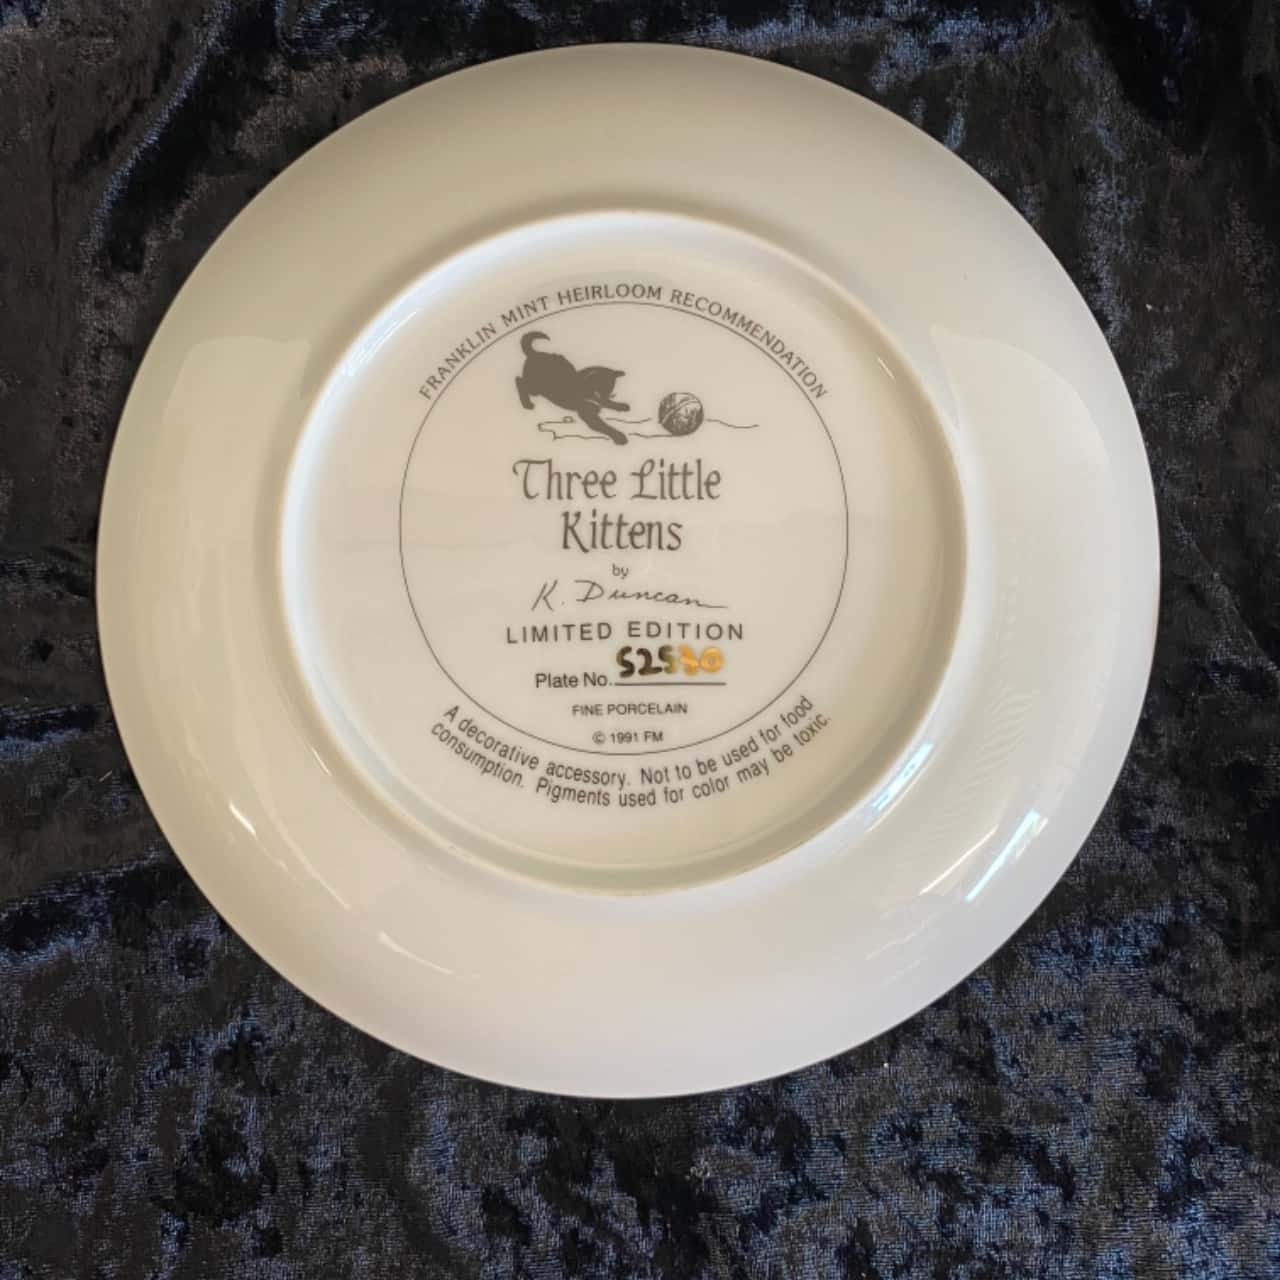 FRANKLIN MINT HEIRLOOM RECOMMENDATION
Three Little
Kittens
by
K. Duncan
LIMITED EDITION
Plate No. S2530
FINE PORCELAIN
© 1991 FM
A decorative accessory. Not to be used for food
consumption. Pigments used for color may be toxic.